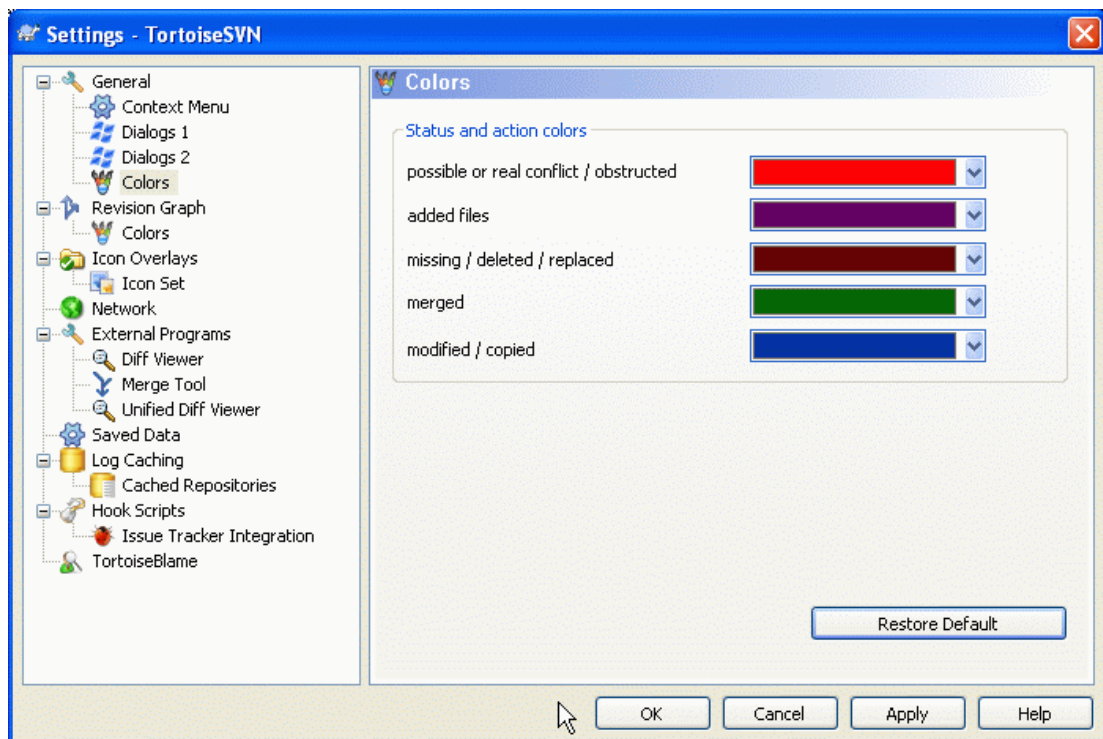 Settings - TortoiseSVN
General
Context Menu
Dialogs 1
Dialogs 2
Colors
Revision Graph
Colors
Icon Overlays
Icon Set
Network
External Programs
Diff Viewer
Merge Tool
Unified Diff Viewer
Saved Data
Log Caching
Cached Repositories
Hook Scripts
Issue Tracker Integration
TortoiseBlame
Colors
Status and action colors
possible or real conflict / obstructed
added files
missing / deleted / replaced
merged
modified / copied
Restore Default
OK
Cancel
Apply
Help